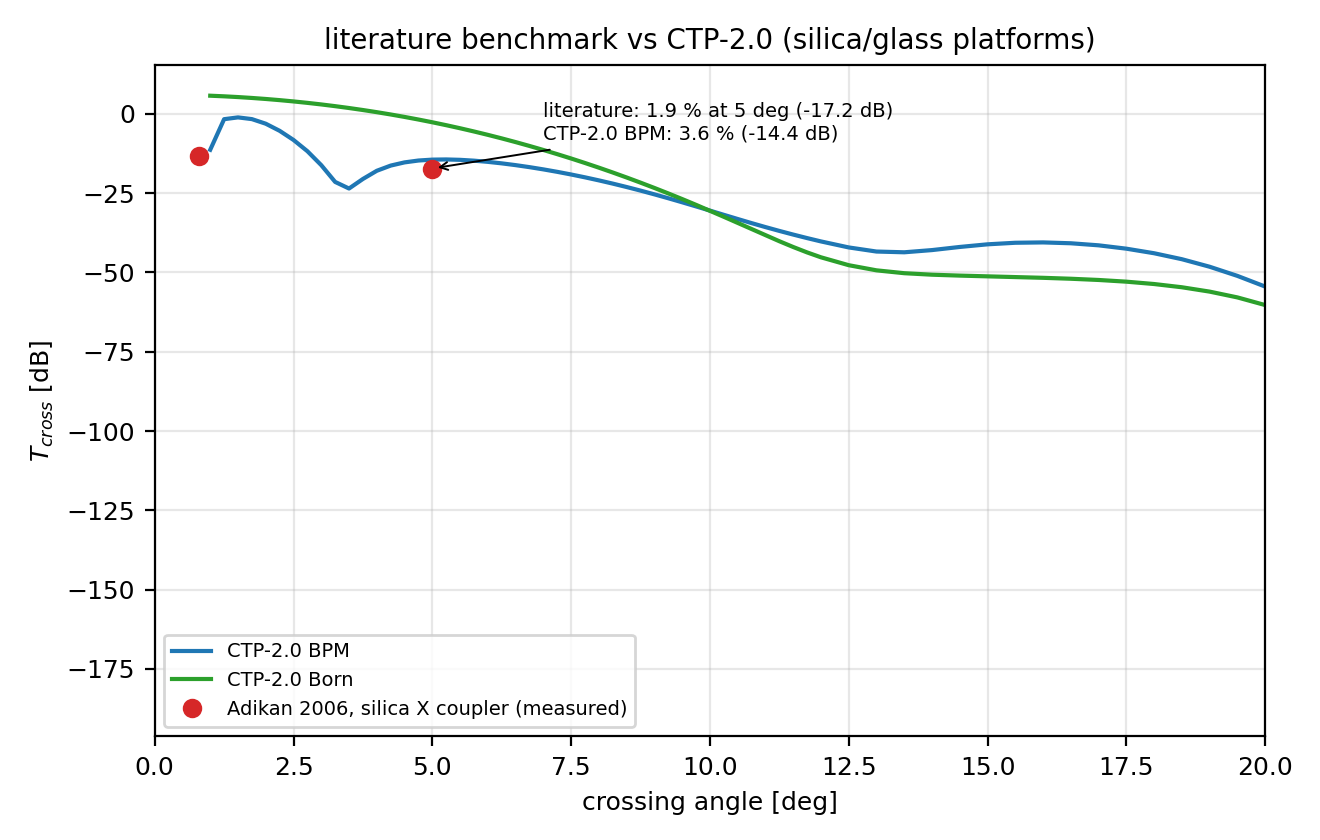 literature benchmark vs CTP-2.0 (silica/glass platforms)
literature: 1.9 % at 5 deg (-17.2 dB)
CTP-2.0 BPM: 3.6 % (-14.4 dB)
T_cross [dB]
0
−25
−50
−75
−100
−125
−150
−175
CTP-2.0 BPM
CTP-2.0 Born
Adikan 2006, silica X coupler (measured)
0.0 2.5 5.0 7.5 10.0 12.5 15.0 17.5 20.0
crossing angle [deg]